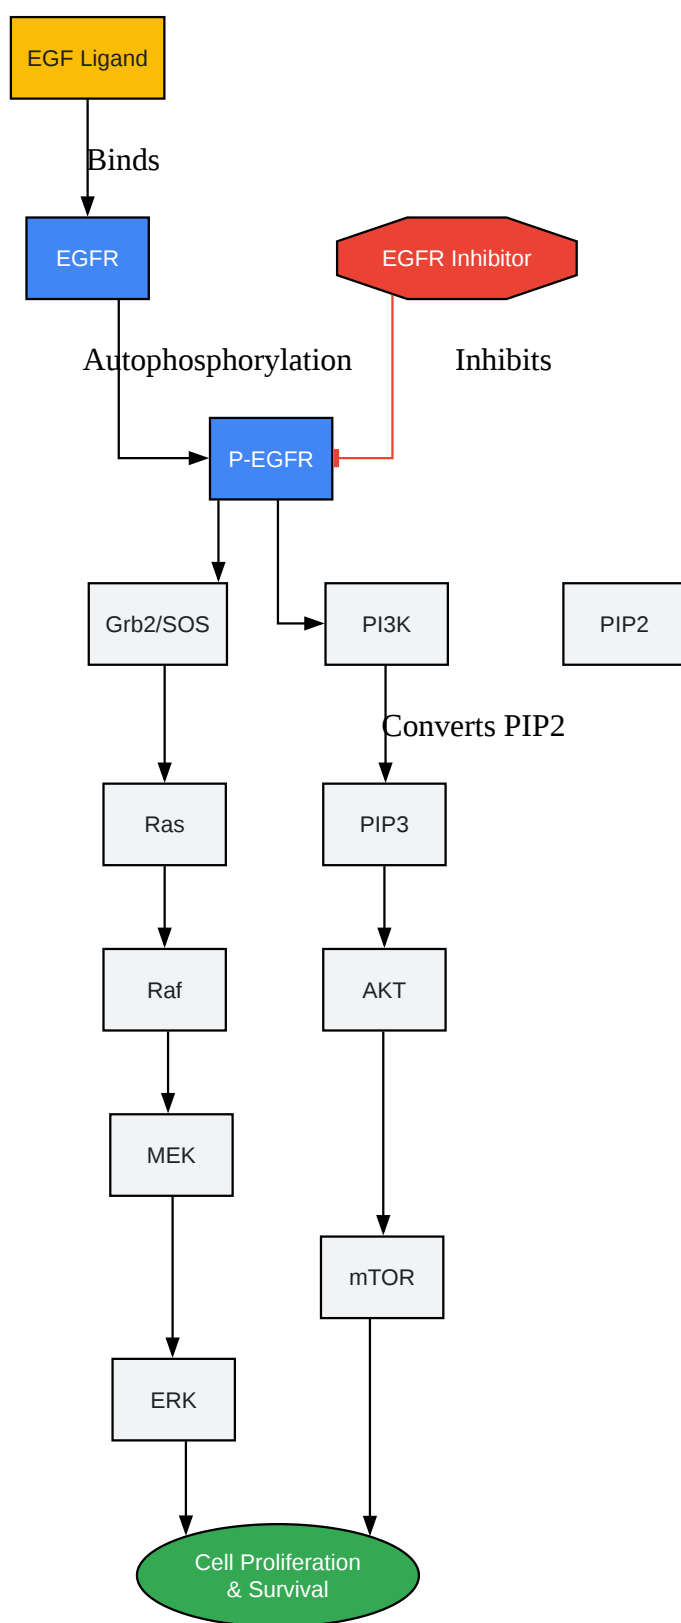 EGF Ligand
Binds
EGFR
EGFR Inhibitor
Autophosphorylation
Inhibits
P-EGFR
Grb2/SOS
PI3K
PIP2
Converts PIP2
Ras
PIP3
Raf
AKT
MEK
mTOR
ERK
Cell Proliferation
& Survival